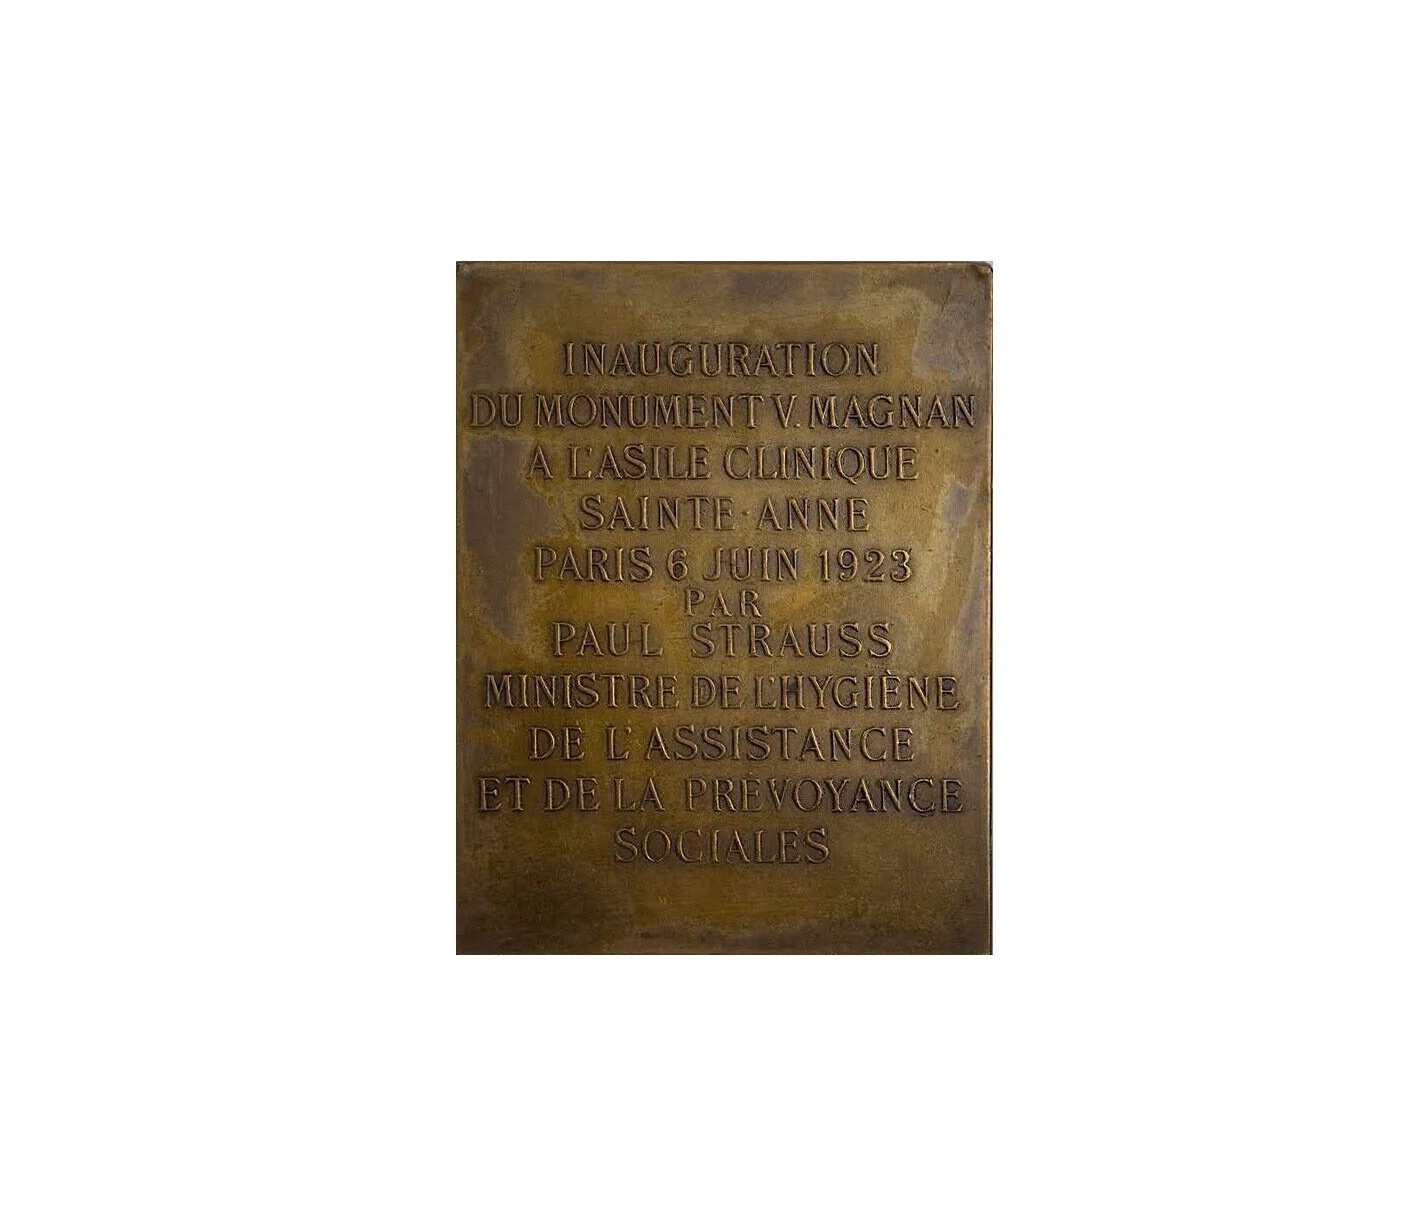 INAUGURATION
DU MONUMENT V. MAGNAN
A L'ASILE CLINIQUE
SAINTE-ANNE
PARIS 6 JUIN 1923
PAR
PAUL STRAUSS
MINISTRE DE L'HYGIÈNE
DE L'ASSISTANCE
ET DE LA PRÉVOYANCE
SOCIALES